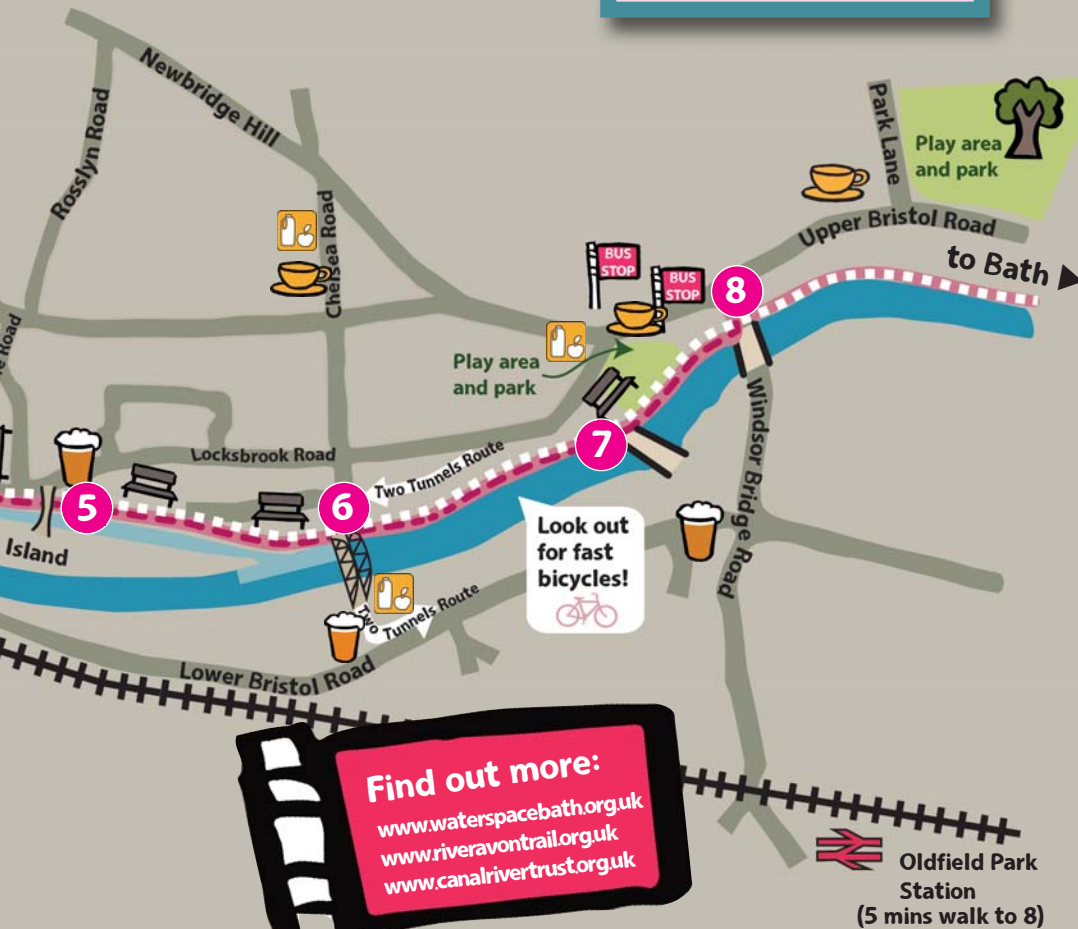 Newbridge Hill
Rosslyn Road
Chelsea Road
Park Lane
Play area
and park
Upper Bristol Road
to Bath
BUS
STOP
BUS
STOP
8
Play area
and park
7
Locksbrook Road
Two Tunnels Route
5
6
Island
Look out
for fast
bicycles!
Windsor Bridge Road
Two Tunnels Route
Lower Bristol Road
Find out more:
www.waterspacebath.org.uk
www.riveravontrail.org.uk
www.canalrivertrust.org.uk
Oldfield Park
Station
(5 mins walk to 8)